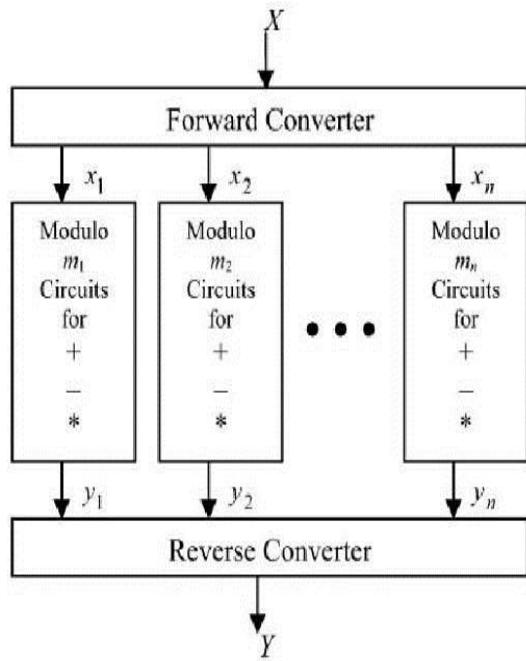 X
Forward Converter
x1 x2 xn
Modulo
m1
Circuits
for
+
–
*
Modulo
m2
Circuits
for
+
–
*
Modulo
mn
Circuits
for
+
–
*
y1 y2 yn
Reverse Converter
Y